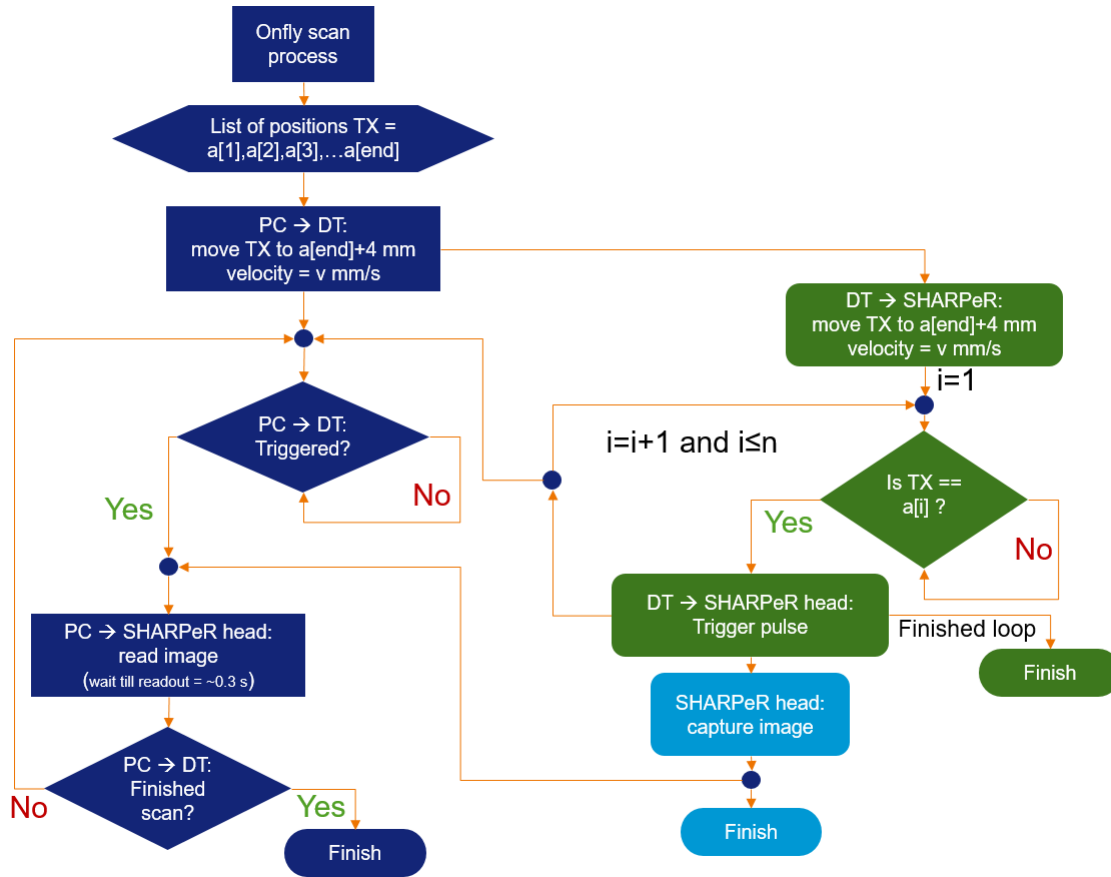 Onfly scan
process
List of positions TX =
a[1],a[2],a[3],…a[end]
PC → DT:
move TX to a[end]+4 mm
velocity = v mm/s
DT → SHARPeR:
move TX to a[end]+4 mm
velocity = v mm/s
i=1
PC → DT:
Triggered?
No
Yes
i=i+1 and i≤n
Is TX ==
a[i] ?
Yes
No
DT → SHARPeR head:
Trigger pulse
Finished loop
Finish
PC → SHARPeR head:
read image
(wait till readout = ~0.3 s)
SHARPeR head:
capture image
PC → DT:
Finished
scan?
No
Yes
Finish
Finish